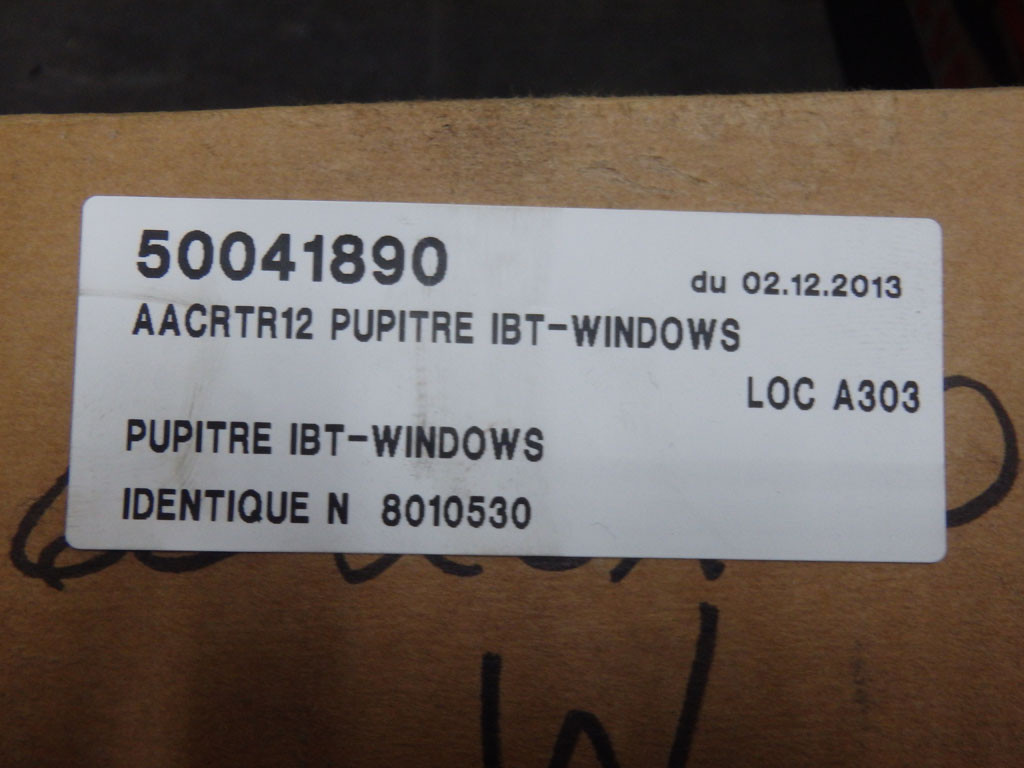 50041890
du 02.12.2013
AACRTR12 PUPITRE IBT-WINDOWS
LOC A303
PUPITRE IBT-WINDOWS
IDENTIQUE N 8010530